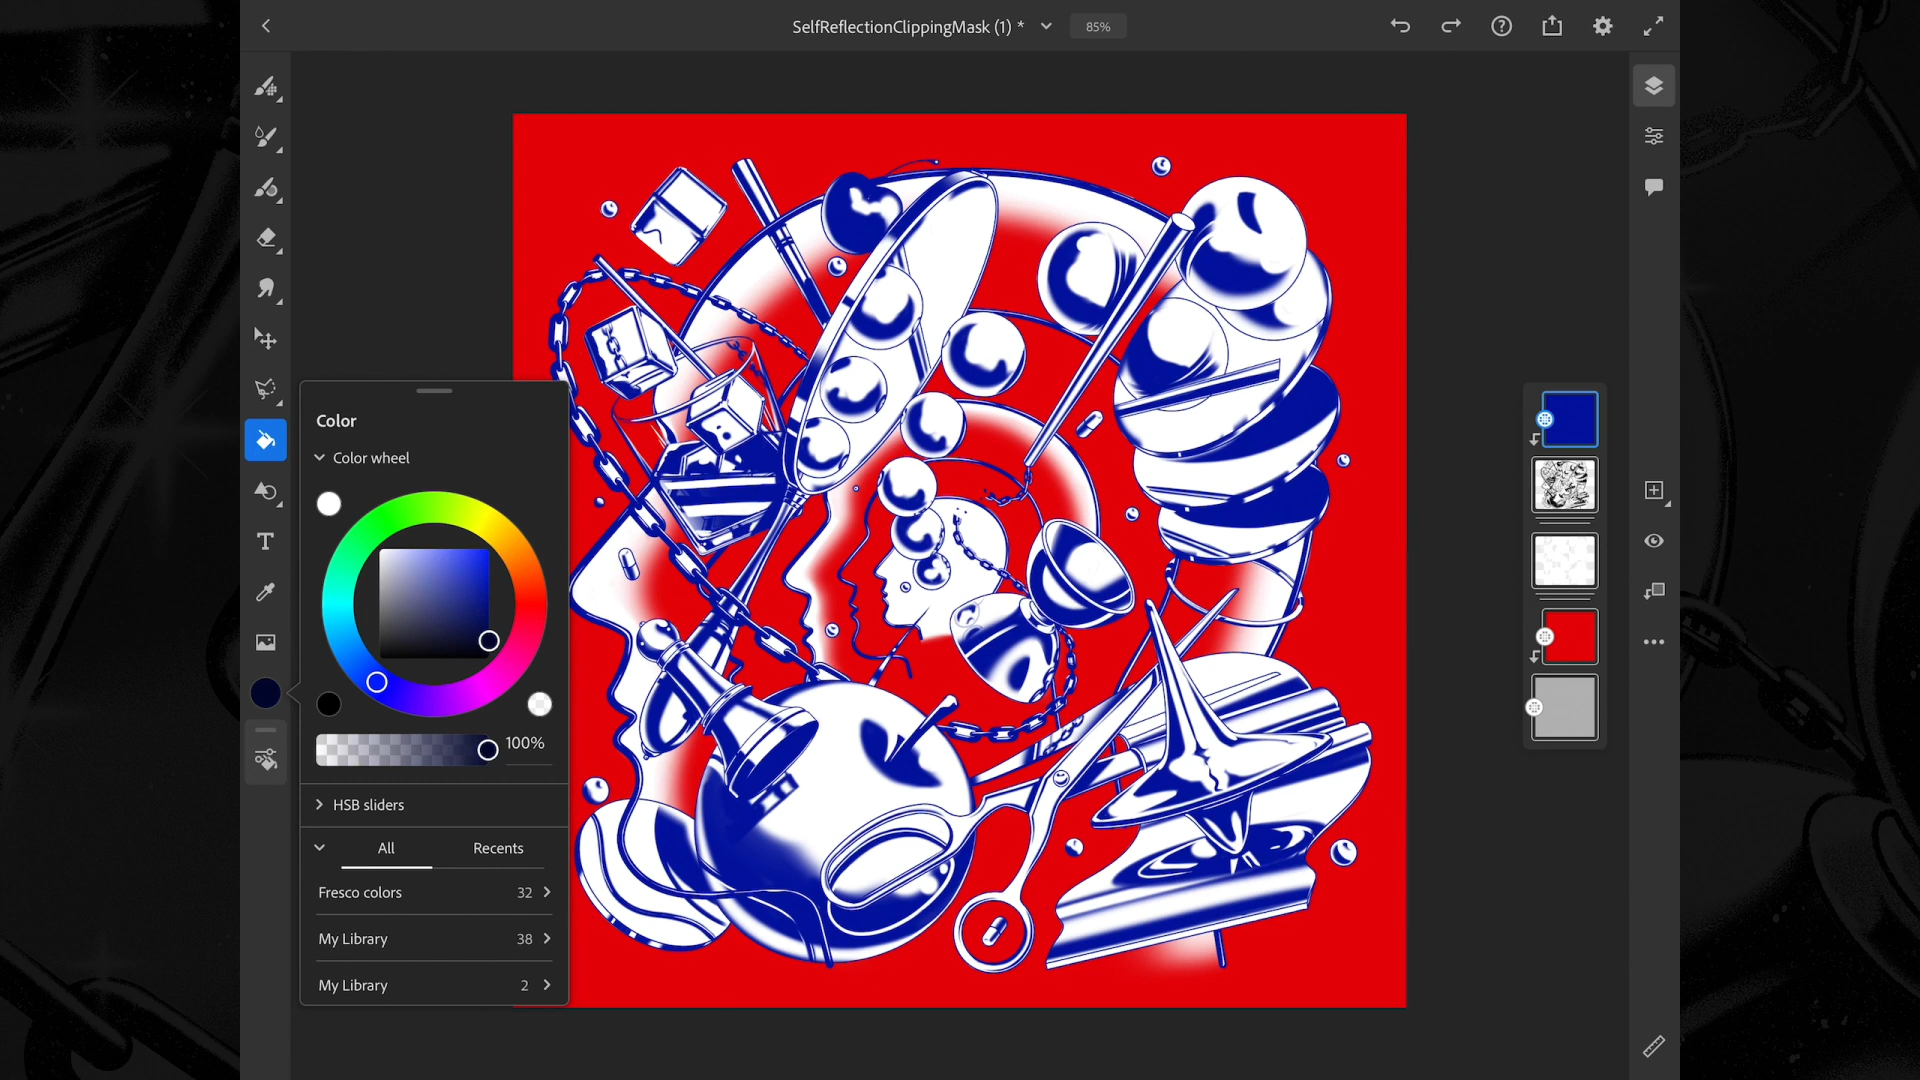 SelfReflectionClippingMask (1) *
85%
Color
Color wheel
T
100%
HSB sliders
All Recents
Fresco colors 32
My Library 38
My Library 2